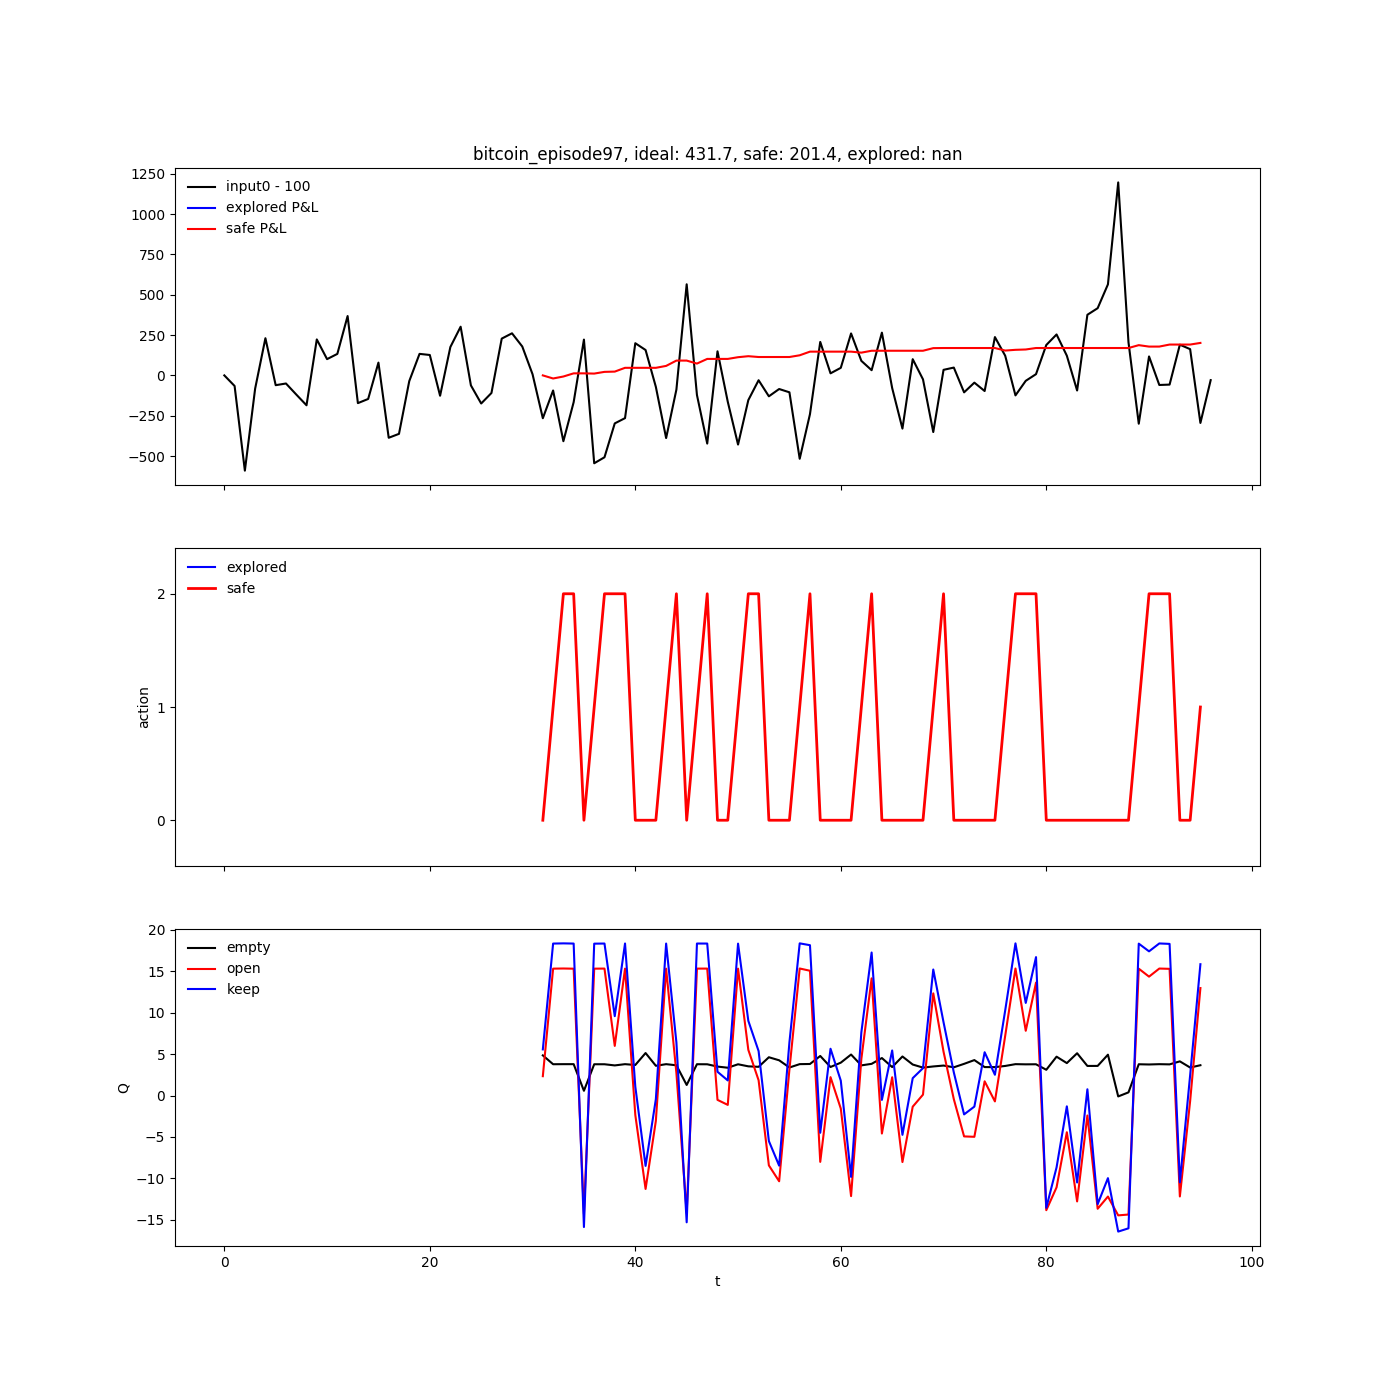 bitcoin_episode97, ideal: 431.7, safe: 201.4, explored: nan
1250
1000
750
500
250
0
−250
−500
input0 - 100
explored P&L
safe P&L
2
1
0
action
explored
safe
20
15
10
5
0
−5
−10
−15
Q
empty
open
keep
0 20 40 60 80 100
t